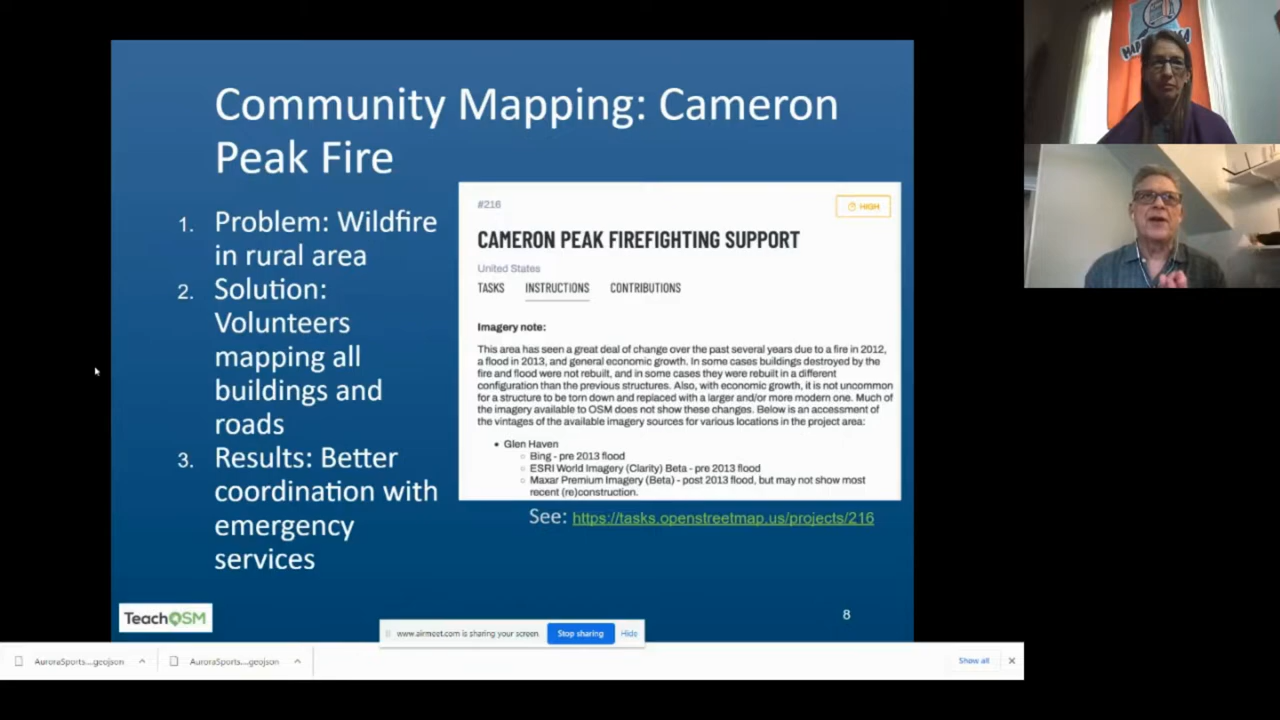 Community Mapping: Cameron
Peak Fire
1. Problem: Wildfire
in rural area
2. Solution:
Volunteers
mapping all
buildings and
roads
3. Results: Better
coordination with
emergency
services
#216
HIGH
CAMERON PEAK FIREFIGHTING SUPPORT
United States
TASKS INSTRUCTIONS CONTRIBUTIONS
Imagery note:
This area has seen a great deal of change over the past several years due to a fire in 2012,
a flood in 2013, and general economic growth. In some cases buildings destroyed by the
fire and flood were not rebuilt, and in some cases they were rebuilt in a different
configuration than the previous structures. Also, with economic growth, it is not uncommon
for a structure to be torn down and replaced with a larger and/or more modern one. Much of
the imagery available to OSM does not show these changes. Below is an accessment of
the vintages of the available imagery sources for various locations in the project area:
• Glen Haven
○ Bing - pre 2013 flood
○ ESRI World Imagery (Clarity) Beta - pre 2013 flood
○ Maxar Premium Imagery (Beta) - post 2013 flood, but may not show most
recent (re)construction.
See: https://tasks.openstreetmap.us/projects/216
TeachOSM
8
www.airmeet.com is sharing your screen. Stop sharing Hide
AuroraSports....geojson AuroraSports....geojson Show all